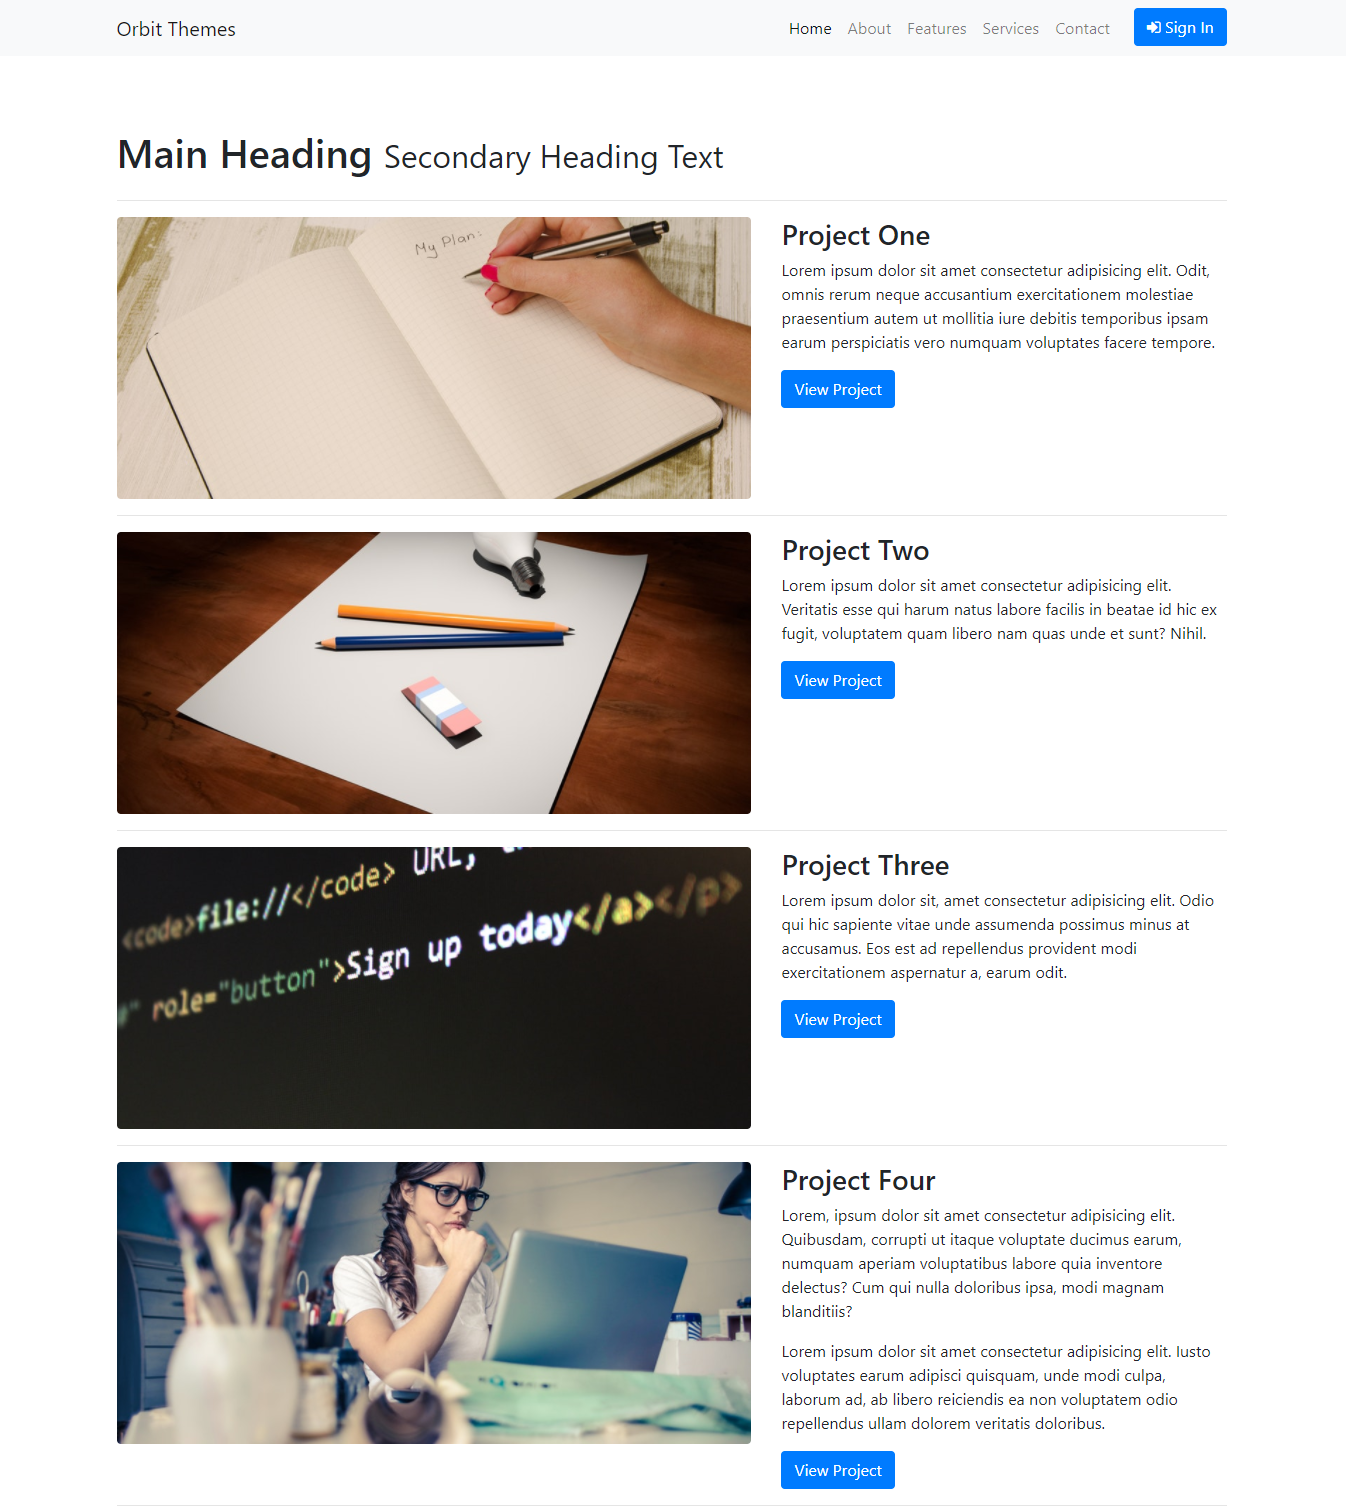 Orbit Themes
Home About Features Services Contact Sign In
Main Heading Secondary Heading Text
My Plan:
Project One
Lorem ipsum dolor sit amet consectetur adipisicing elit. Odit,
omnis rerum neque accusantium exercitationem molestiae
praesentium autem ut mollitia iure debitis temporibus ipsam
earum perspiciatis vero numquam voluptates facere tempore.
View Project
Project Two
Lorem ipsum dolor sit amet consectetur adipisicing elit.
Veritatis esse qui harum natus labore facilis in beatae id hic ex
fugit, voluptatem quam libero nam quas unde et sunt? Nihil.
View Project
<code>file://</code> URL,
role="button">Sign up today</a></p>
Project Three
Lorem ipsum dolor sit, amet consectetur adipisicing elit. Odio
qui hic sapiente vitae unde assumenda possimus minus at
accusamus. Eos est ad repellendus provident modi
exercitationem aspernatur a, earum odit.
View Project
Project Four
Lorem, ipsum dolor sit amet consectetur adipisicing elit.
Quibusdam, corrupti ut itaque voluptate ducimus earum,
numquam aperiam voluptatibus labore quia inventore
delectus? Cum qui nulla doloribus ipsa, modi magnam
blanditiis?
Lorem ipsum dolor sit amet consectetur adipisicing elit. Iusto
voluptates earum adipisci quisquam, unde modi culpa,
laborum ad, ab libero reiciendis ea non voluptatem odio
repellendus ullam dolorem veritatis doloribus.
View Project